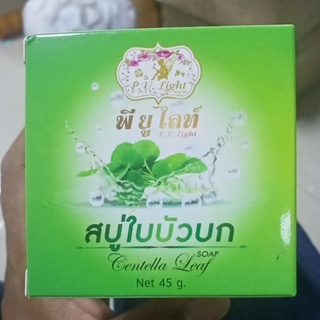 P.U. Light
พียูไลท์
P.U. Light
สบู่ใบบัวบก
SOAP
Centella Leaf
Net 45 g.